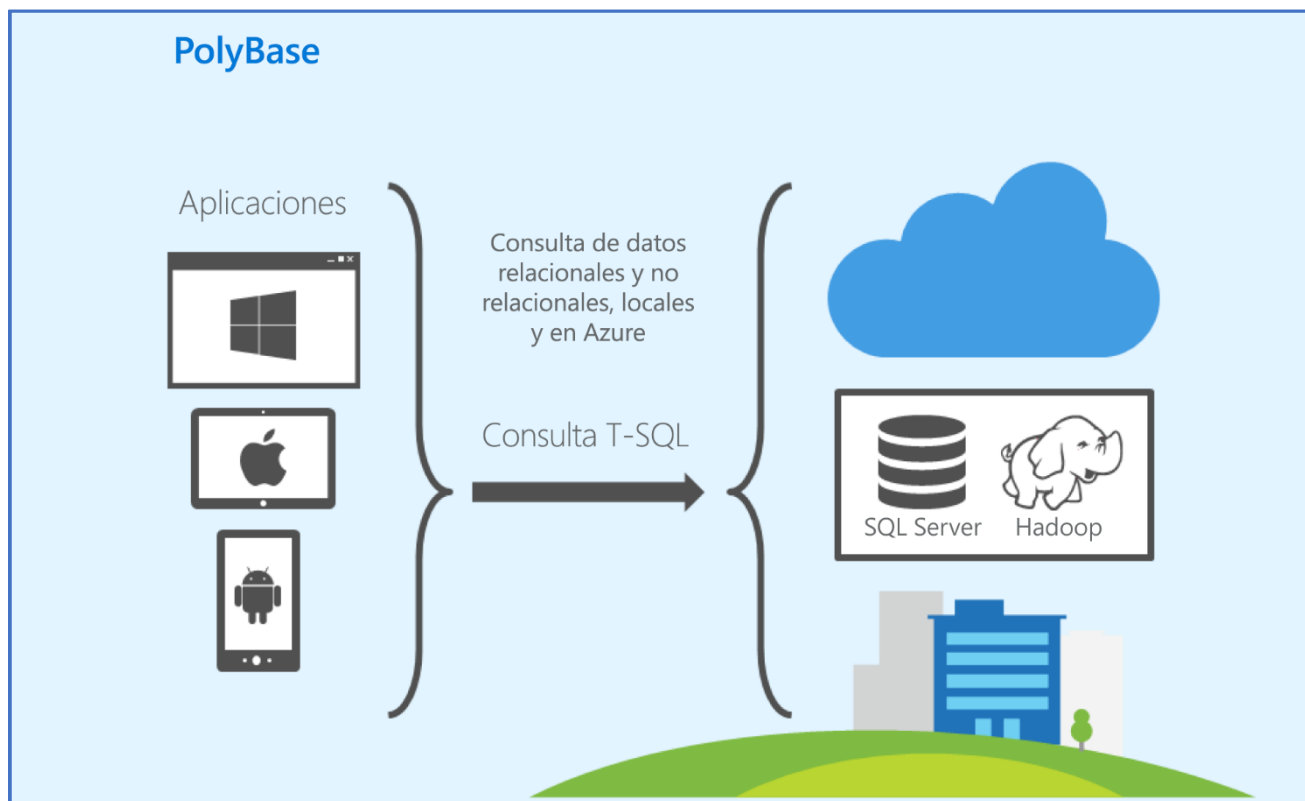 PolyBase
Aplicaciones
Consulta de datos
relacionales y no
relacionales, locales
y en Azure
Consulta T-SQL
SQL Server
Hadoop